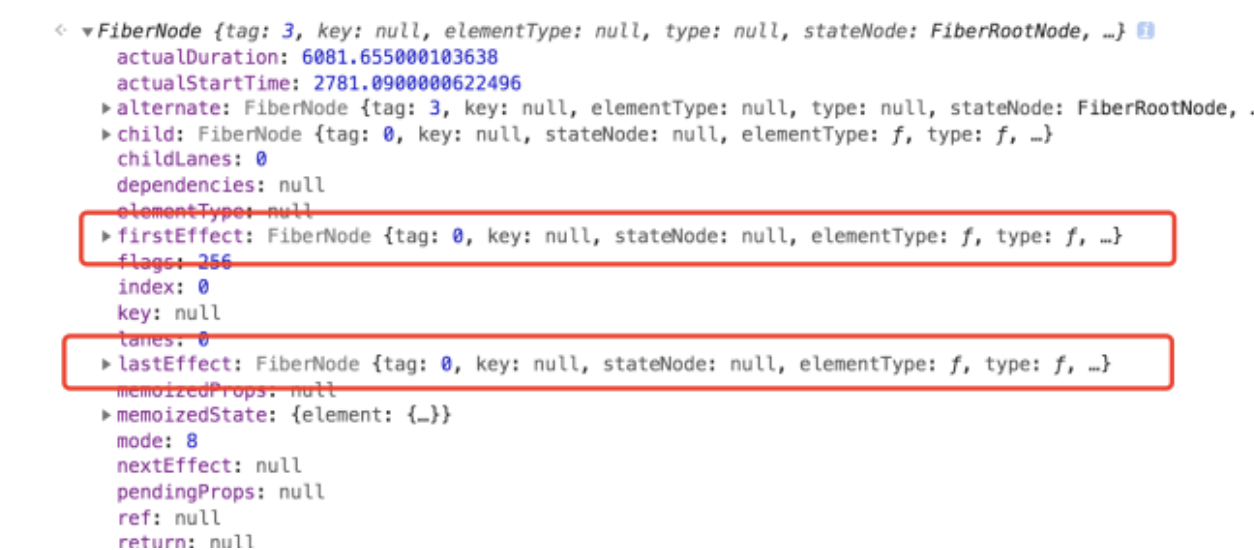 FiberNode {tag: 3, key: null, elementType: null, type: null, stateNode: FiberRootNode, …}
actualDuration: 6081.655000103638
actualStartTime: 2781.0900000622496
alternate: FiberNode {tag: 3, key: null, elementType: null, type: null, stateNode: FiberRootNode,
child: FiberNode {tag: 0, key: null, stateNode: null, elementType: ƒ, type: ƒ, …}
childLanes: 0
dependencies: null
elementType: null
firstEffect: FiberNode {tag: 0, key: null, stateNode: null, elementType: ƒ, type: ƒ, …}
flags: 256
index: 0
key: null
lanes: 0
lastEffect: FiberNode {tag: 0, key: null, stateNode: null, elementType: ƒ, type: ƒ, …}
memoizedProps: null
memoizedState: {element: {…}}
mode: 8
nextEffect: null
pendingProps: null
ref: null
return: null